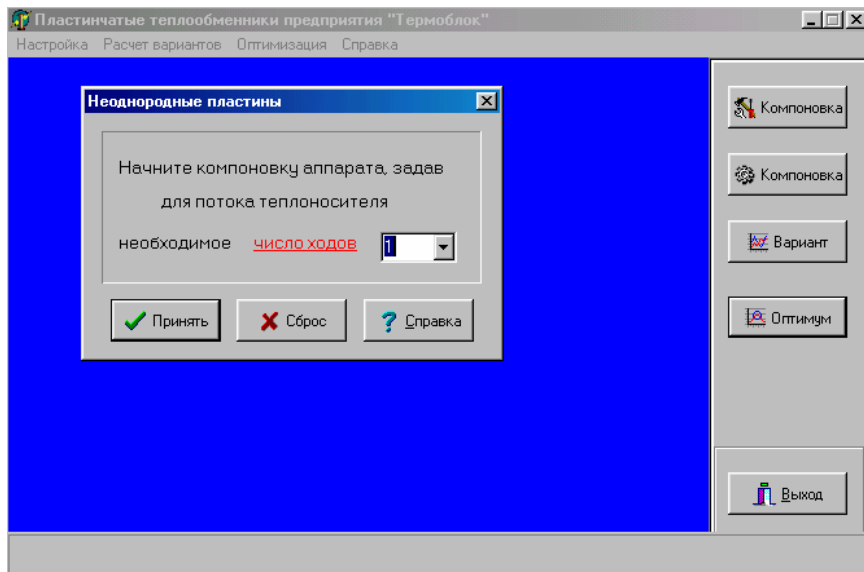 Пластинчатые теплообменники предприятия "Термоблок"
Настройка Расчет вариантов Оптимизация Справка
Неоднородные пластины
Начните компоновку аппарата, задав
для потока теплоносителя
необходимое число ходов 1
Принять Сброс ? Справка
Компоновка
Компоновка
Вариант
Оптимум
Выход